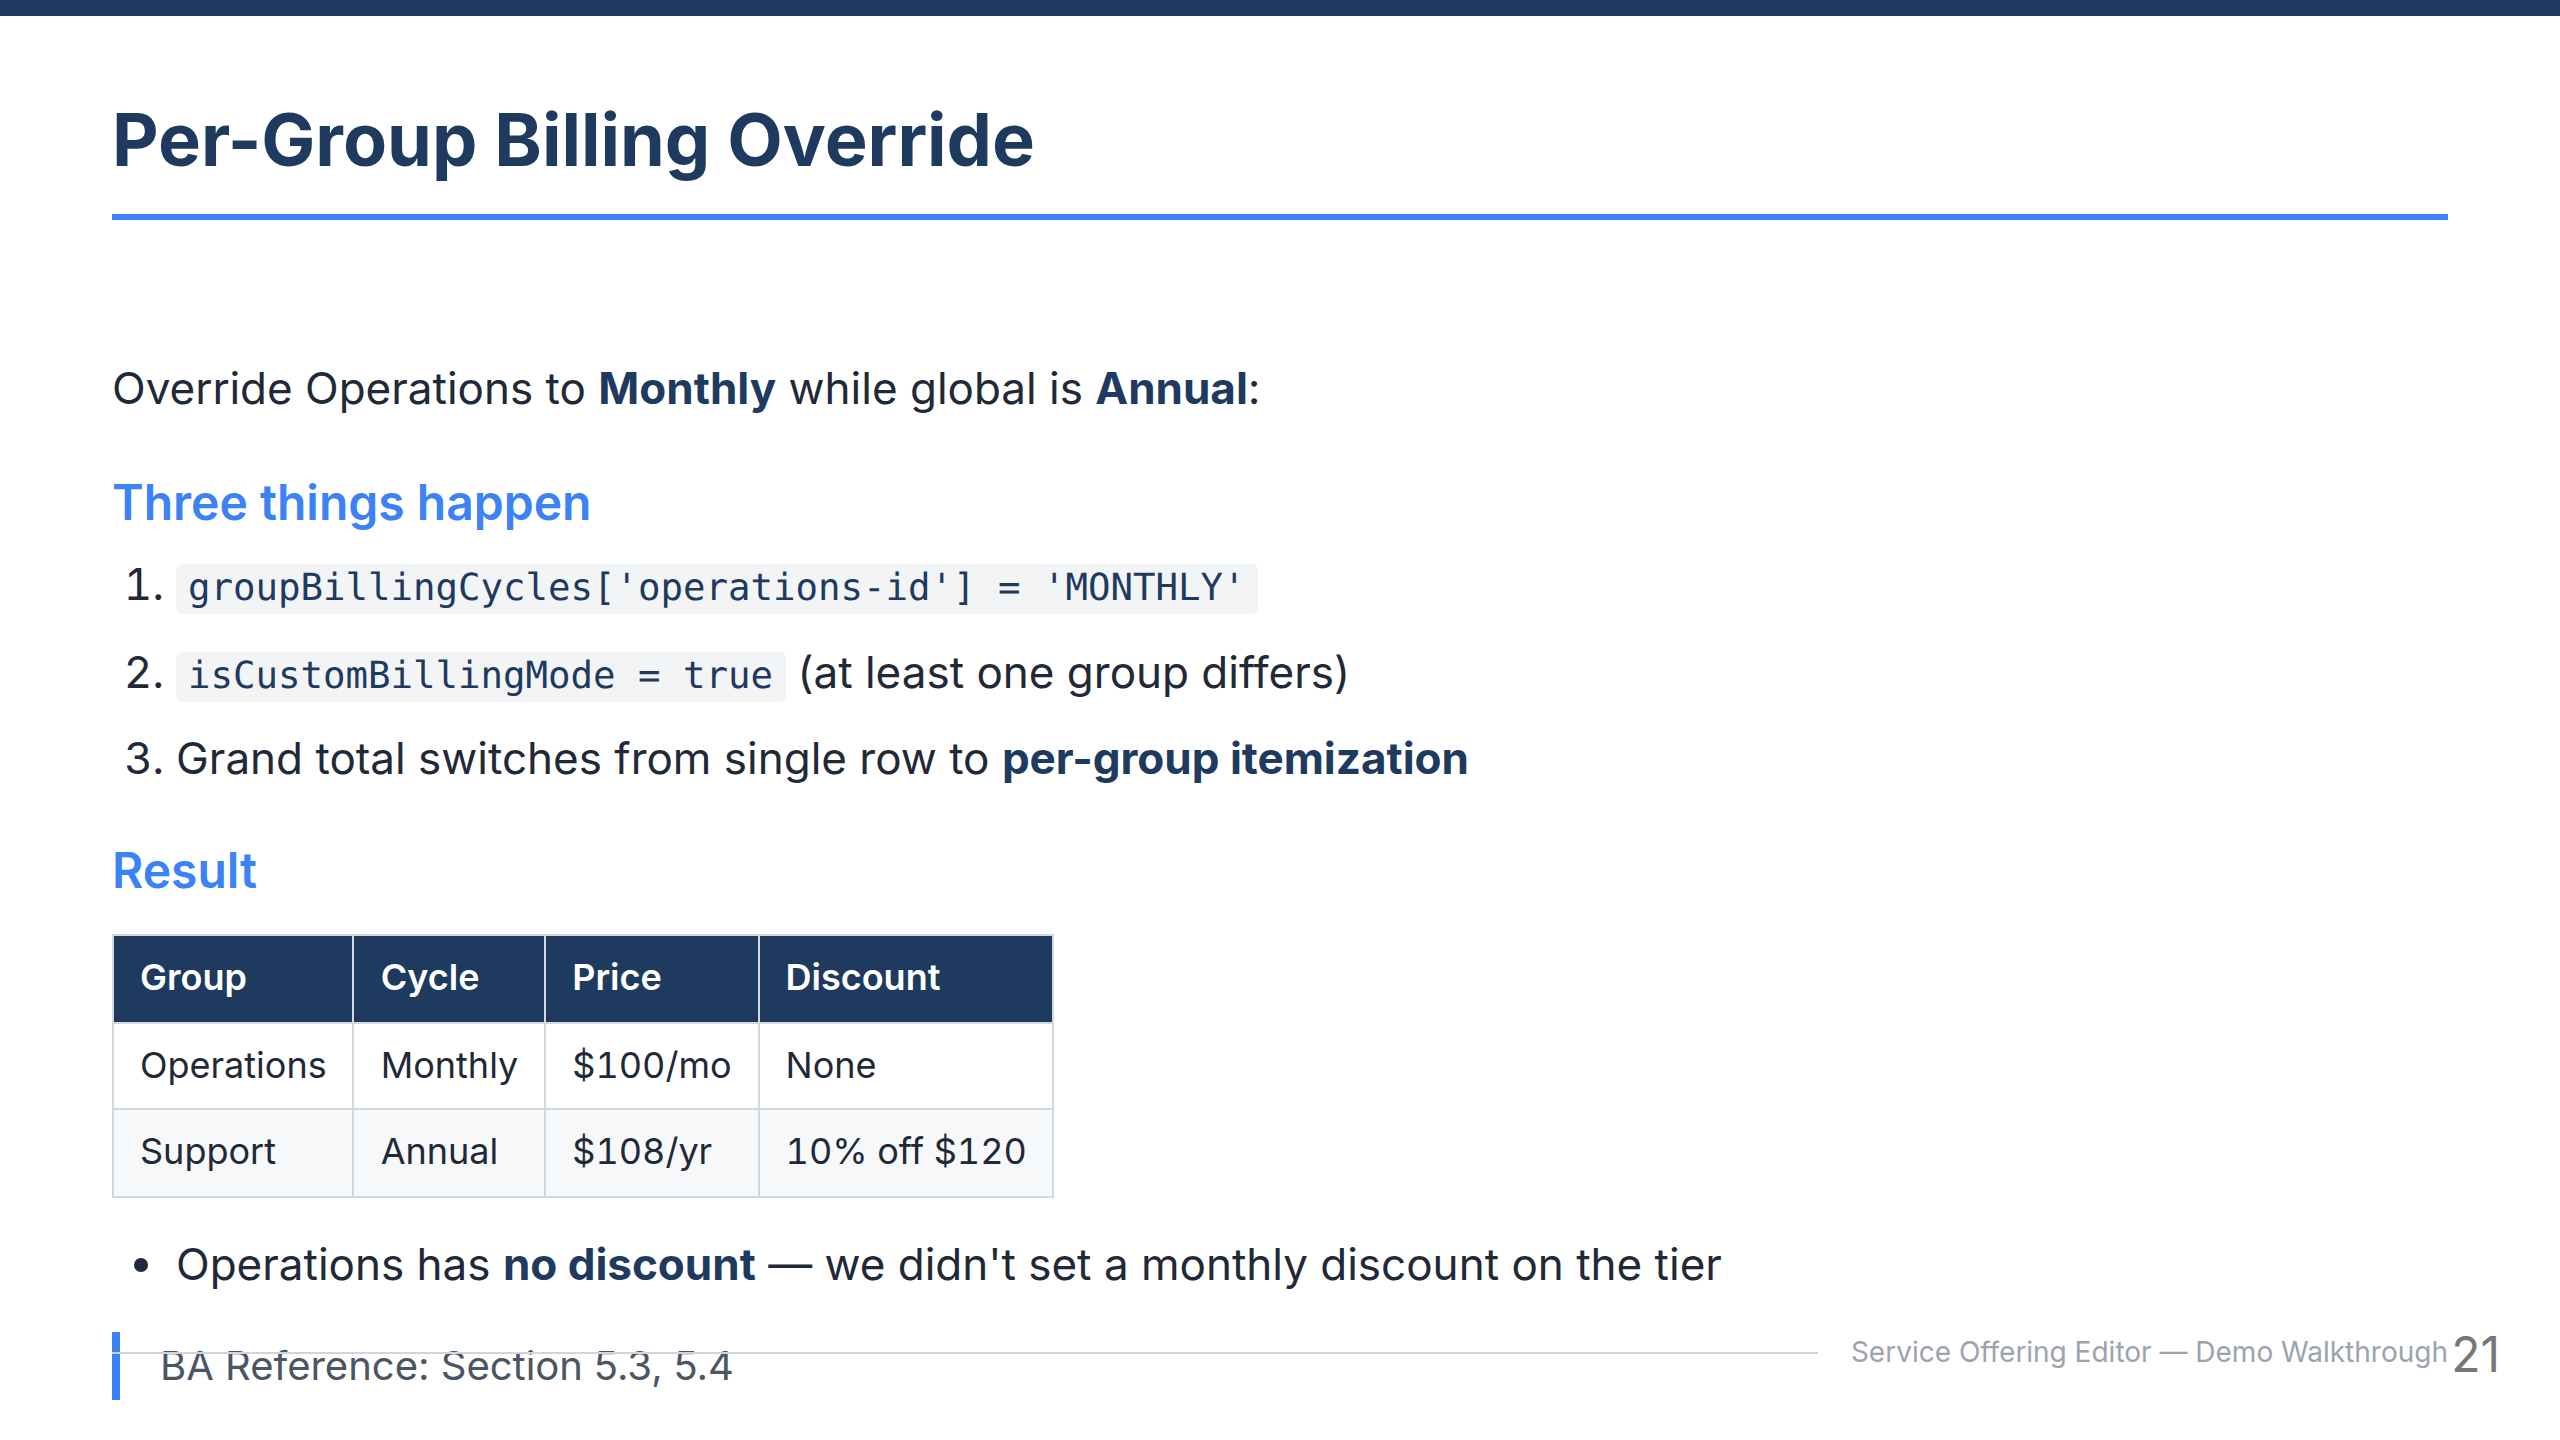 Per-Group Billing Override
Override Operations to Monthly while global is Annual:
Three things happen
1. groupBillingCycles['operations-id'] = 'MONTHLY'
2. isCustomBillingMode = true (at least one group differs)
3. Grand total switches from single row to per-group itemization
Result
Group Cycle Price Discount
Operations Monthly $100/mo None
Support Annual $108/yr 10% off $120
• Operations has no discount — we didn't set a monthly discount on the tier
BA Reference: Section 5.3, 5.4
Service Offering Editor — Demo Walkthrough 21